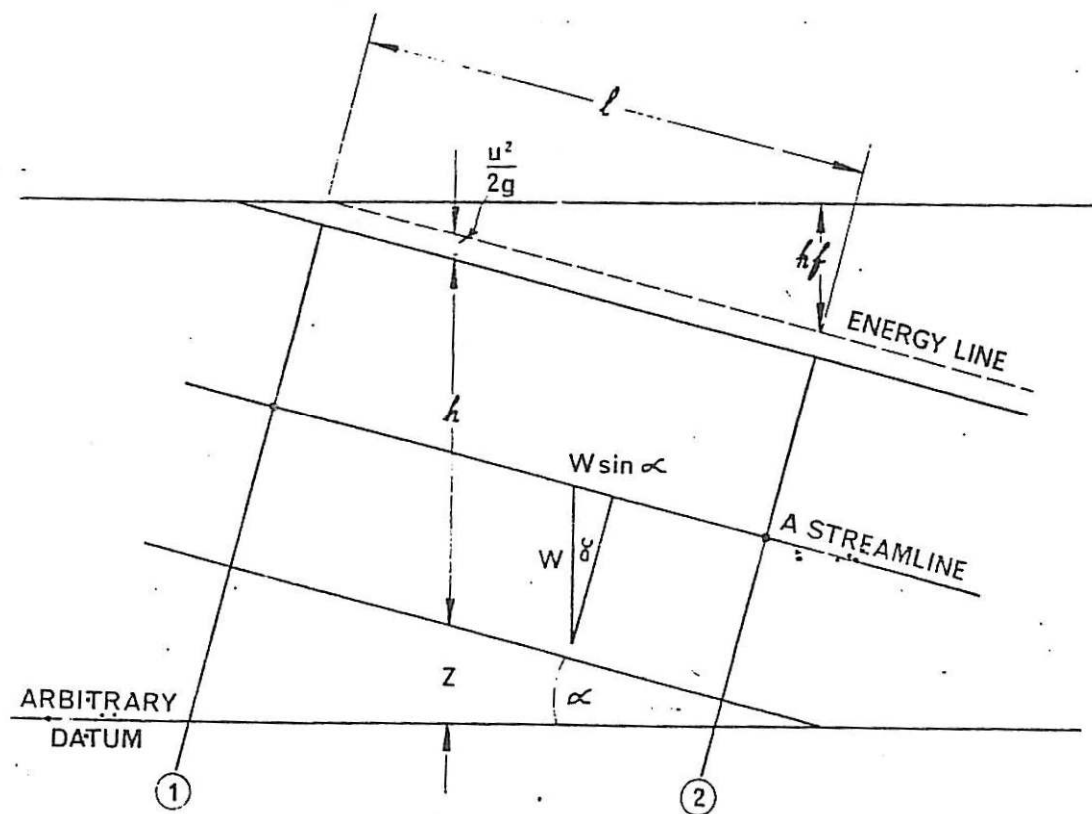 ℓ
u²
2g
hf
ENERGY LINE
h
W sin ∝
W
γ
A STREAMLINE
Z
∝
ARBITRARY
DATUM
1
2